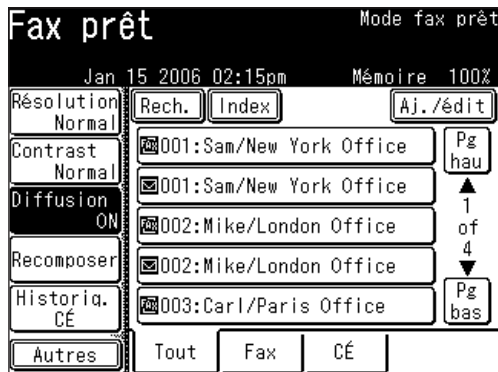 Fax prêt
Mode fax prêt
Jan 15 2006 02:15pm Mémoire 100%
Résolution
Normal
Rech. Index Aj./édit
Contrast
Normal
001:Sam/New York Office
Pg
hau
001:Sam/New York Office
Diffusion
ON
002:Mike/London Office
1
of
4
Recomposer
002:Mike/London Office
Historiq.
CÉ
003:Carl/Paris Office
Pg
bas
Autres
Tout Fax CÉ